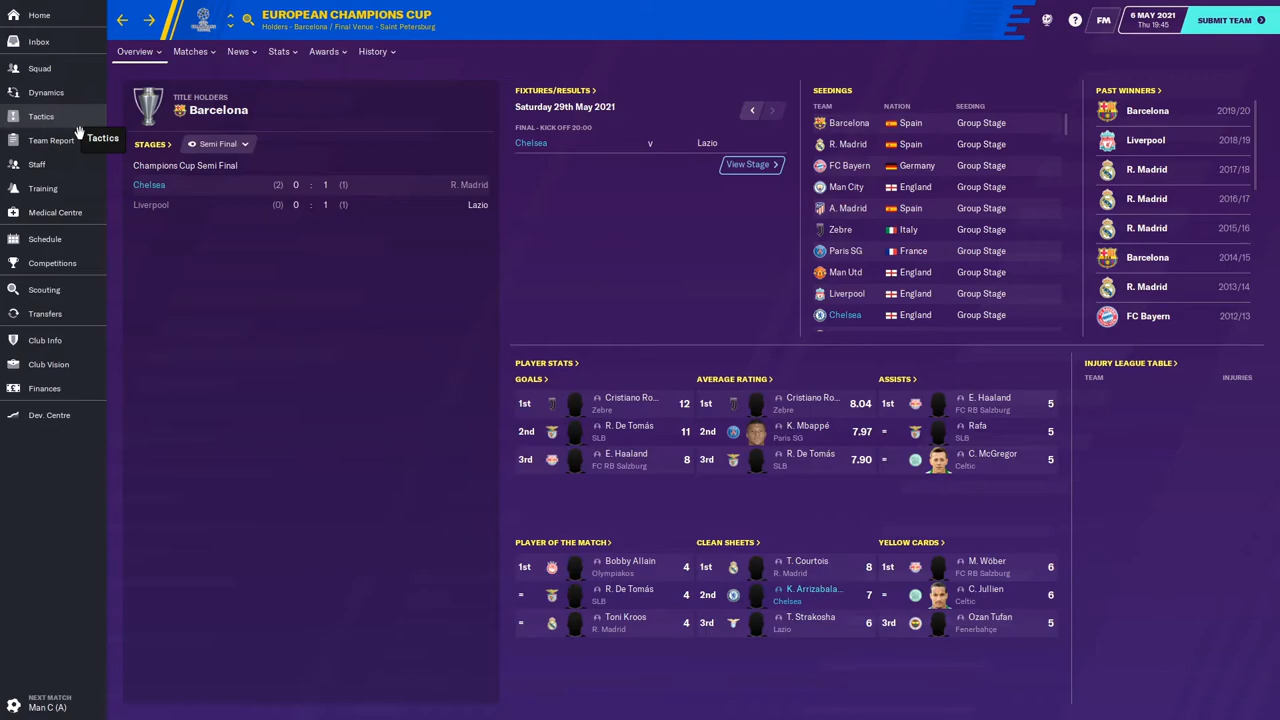 Home
EUROPEAN CHAMPIONS CUP
Holders - Barcelona / Final Venue - Saint Petersburg
FM
6 MAY 2021
Thu 19:45
SUBMIT TEAM
Overview Matches News Stats Awards History
Inbox
Squad
Dynamics
Tactics
Tactics
Team Report
Staff
Training
Medical Centre
Schedule
Competitions
Scouting
Transfers
Club Info
Club Vision
Finances
Dev. Centre
NEXT MATCH
Man C (A)
TITLE HOLDERS
Barcelona
STAGES Semi Final
Champions Cup Semi Final
Chelsea (2) 0 : 1 (1) R. Madrid
Liverpool (0) 0 : 1 (1) Lazio
FIXTURES/RESULTS
Saturday 29th May 2021
FINAL - KICK OFF 20:00
Chelsea v Lazio
View Stage
SEEDINGS
TEAM NATION SEEDING
Barcelona Spain Group Stage
R. Madrid Spain Group Stage
FC Bayern Germany Group Stage
Man City England Group Stage
A. Madrid Spain Group Stage
Zebre Italy Group Stage
Paris SG France Group Stage
Man Utd England Group Stage
Liverpool England Group Stage
Chelsea England Group Stage
PAST WINNERS
Barcelona 2019/20
Liverpool 2018/19
R. Madrid 2017/18
R. Madrid 2016/17
R. Madrid 2015/16
Barcelona 2014/15
R. Madrid 2013/14
FC Bayern 2012/13
PLAYER STATS
GOALS
1st Cristiano Ro... 12
Zebre
2nd R. De Tomás 11
SLB
3rd E. Haaland 8
FC RB Salzburg
AVERAGE RATING
1st Cristiano Ro... 8.04
Zebre
2nd K. Mbappé 7.97
Paris SG
3rd R. De Tomás 7.90
SLB
ASSISTS
1st E. Haaland 5
FC RB Salzburg
= Rafa 5
SLB
= C. McGregor 5
Celtic
PLAYER OF THE MATCH
1st Bobby Allain 4
Olympiakos
= R. De Tomás 4
SLB
= Toni Kroos 4
R. Madrid
CLEAN SHEETS
1st T. Courtois 8
R. Madrid
2nd K. Arrizabala... 7
Chelsea
3rd T. Strakosha 6
Lazio
YELLOW CARDS
1st M. Wöber 6
FC RB Salzburg
= C. Jullien 6
Celtic
3rd Ozan Tufan 5
Fenerbahçe
INJURY LEAGUE TABLE
TEAM INJURIES